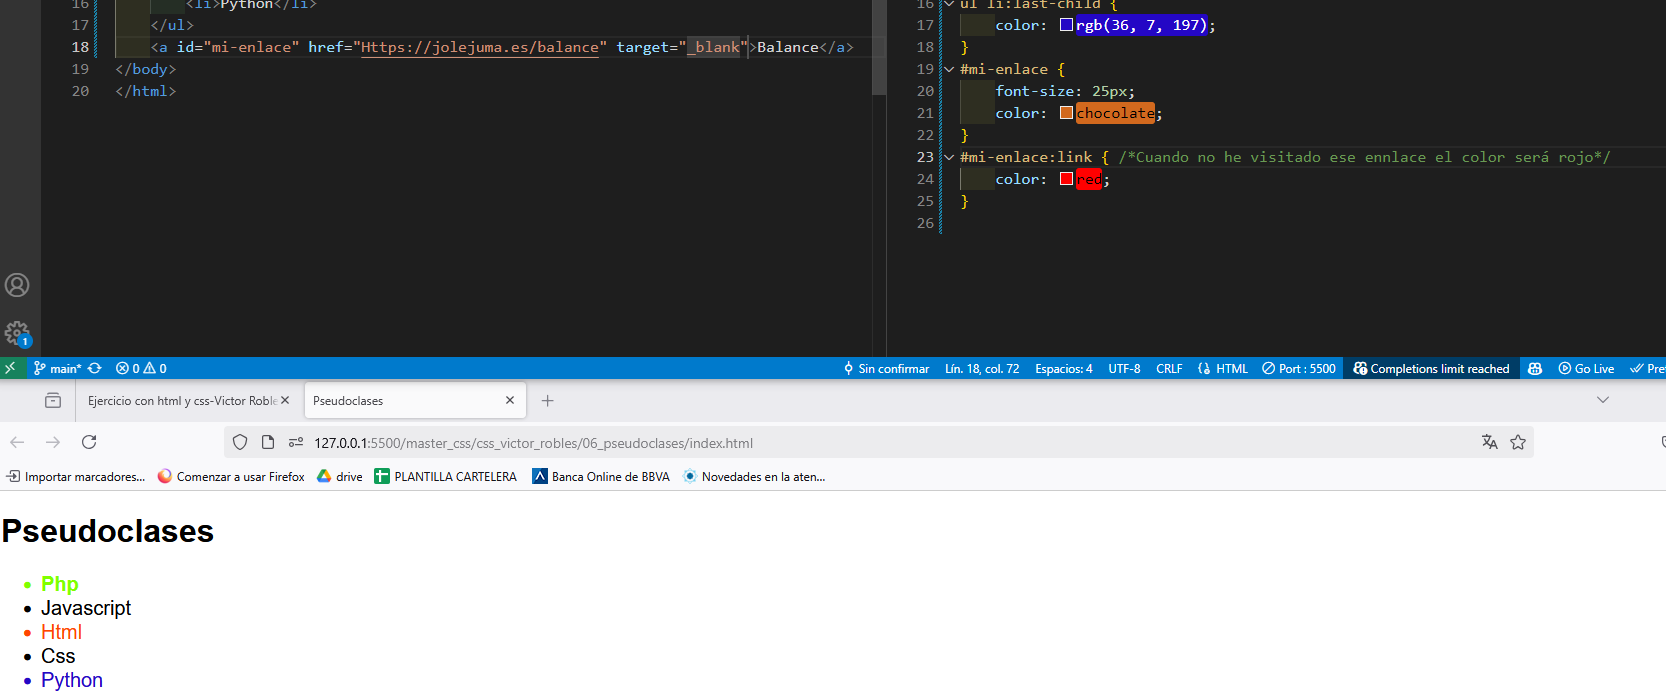 16 <li>Python</li>
17 </ul>
18 <a id="mi-enlace" href="Https://jolejuma.es/balance" target="_blank">Balance</a>
19 </body>
20 </html>
16 ul li:last-child {
17 color: rgb(36, 7, 197);
18 }
19 #mi-enlace {
20 font-size: 25px;
21 color: chocolate;
22 }
23 #mi-enlace:link { /*Cuando no he visitado ese ennlace el color será rojo*/
24 color: red;
25 }
26
1
main* 0 0 Sin confirmar Lín. 18, col. 72 Espacios: 4 UTF-8 CRLF HTML Port : 5500 Completions limit reached Go Live
Ejercicio con html y css-Victor Roble Pseudoclases
127.0.0.1:5500/master_css/css_victor_robles/06_pseudoclases/index.html
Importar marcadores... Comenzar a usar Firefox drive PLANTILLA CARTELERA Banca Online de BBVA Novedades en la aten...
Pseudoclases
Php
Javascript
Html
Css
Python